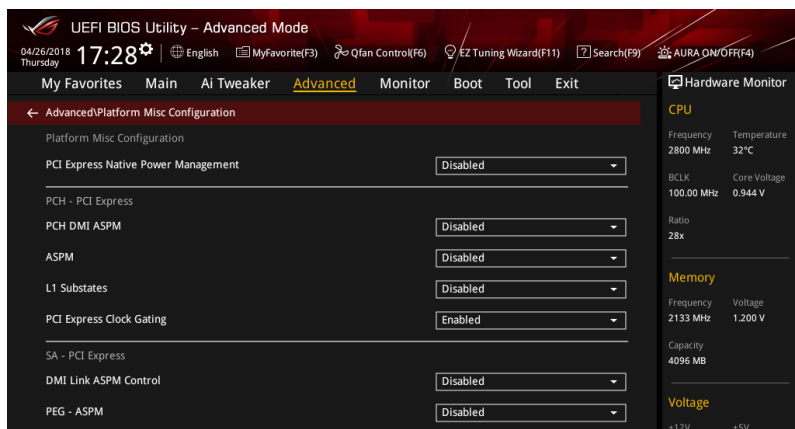 UEFI BIOS Utility – Advanced Mode
04/26/2018 Thursday 17:28 English MyFavorite(F3) Qfan Control(F6) EZ Tuning Wizard(F11) ? Search(F9) AURA ON/OFF(F4)
My Favorites Main Ai Tweaker Advanced Monitor Boot Tool Exit
Advanced\Platform Misc Configuration
Platform Misc Configuration
PCI Express Native Power Management Disabled
PCH - PCI Express
PCH DMI ASPM Disabled
ASPM Disabled
L1 Substates Disabled
PCI Express Clock Gating Enabled
SA - PCI Express
DMI Link ASPM Control Disabled
PEG - ASPM Disabled
Hardware Monitor
CPU
Frequency Temperature
2800 MHz 32°C
BCLK Core Voltage
100.00 MHz 0.944 V
Ratio
28x
Memory
Frequency Voltage
2133 MHz 1.200 V
Capacity
4096 MB
Voltage
+12V +5V